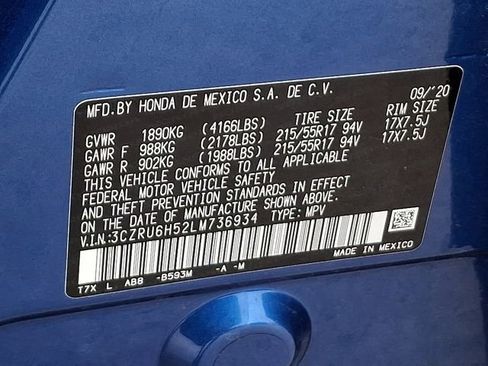 MFD.BY HONDA DE MEXICO S.A. DE C.V. 09/'20
TIRE SIZE RIM SIZE
GVWR 1890KG (4166LBS)
GAWR F 988KG (2178LBS) 215/55R17 94V 17X7.5J
GAWR R 902KG (1988LBS) 215/55R17 94V 17X7.5J
THIS VEHICLE CONFORMS TO ALL APPLICABLE
FEDERAL MOTOR VEHICLE SAFETY
AND THEFT PREVENTION STANDARDS IN EFFECT
ON THE DATE OF MANUFACTURE SHOWN ABOVE.
V.I.N:3CZRU6H52LM736934 TYPE: MPV
T7X L ABB -B593M -A -M MADE IN MEXICO